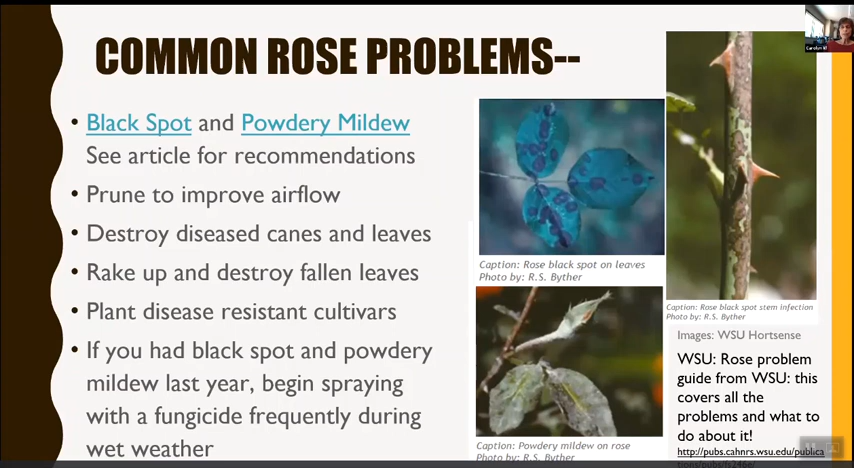 COMMON ROSE PROBLEMS--
• Black Spot and Powdery Mildew
See article for recommendations
• Prune to improve airflow
• Destroy diseased canes and leaves
• Rake up and destroy fallen leaves
• Plant disease resistant cultivars
• If you had black spot and powdery
mildew last year, begin spraying
with a fungicide frequently during
wet weather
Caption: Rose black spot on leaves
Photo by: R.S. Byther
Caption: Powdery mildew on rose
Photo by: R.S. Byther
Caption: Rose black spot stem infection
Photo by: R.S. Byther
Images: WSU Hortsense
WSU: Rose problem
guide from WSU: this
covers all the
problems and what to
do about it!
http://pubs.cahnrs.wsu.edu/publica
tions/pubs/fs246e/